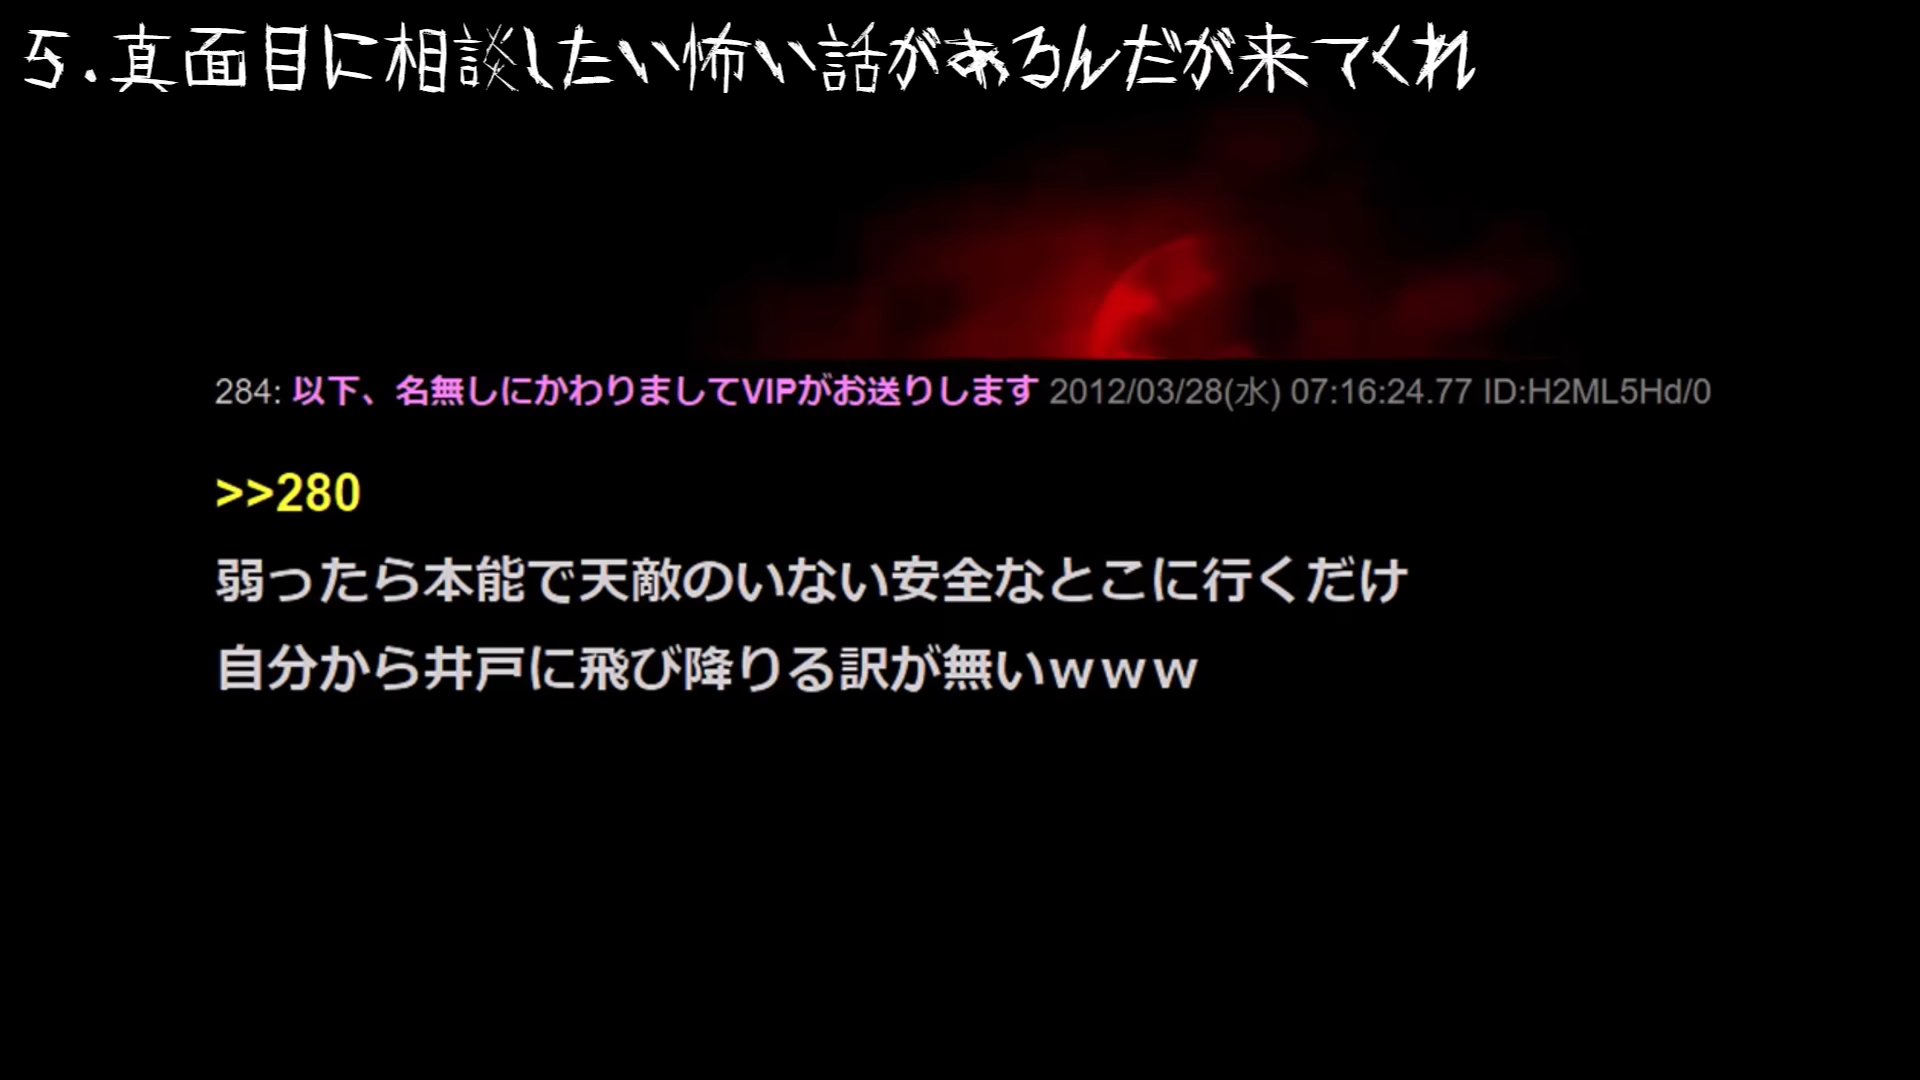 5.真面目に相談したい怖い話があるんだが来てくれ
284: 以下、名無しにかわりましてVIPがお送りします 2012/03/28(水) 07:16:24.77 ID:H2ML5Hd/0
>>280
弱ったら本能で天敵のいない安全なとこに行くだけ
自分から井戸に飛び降りる訳が無いｗｗｗ